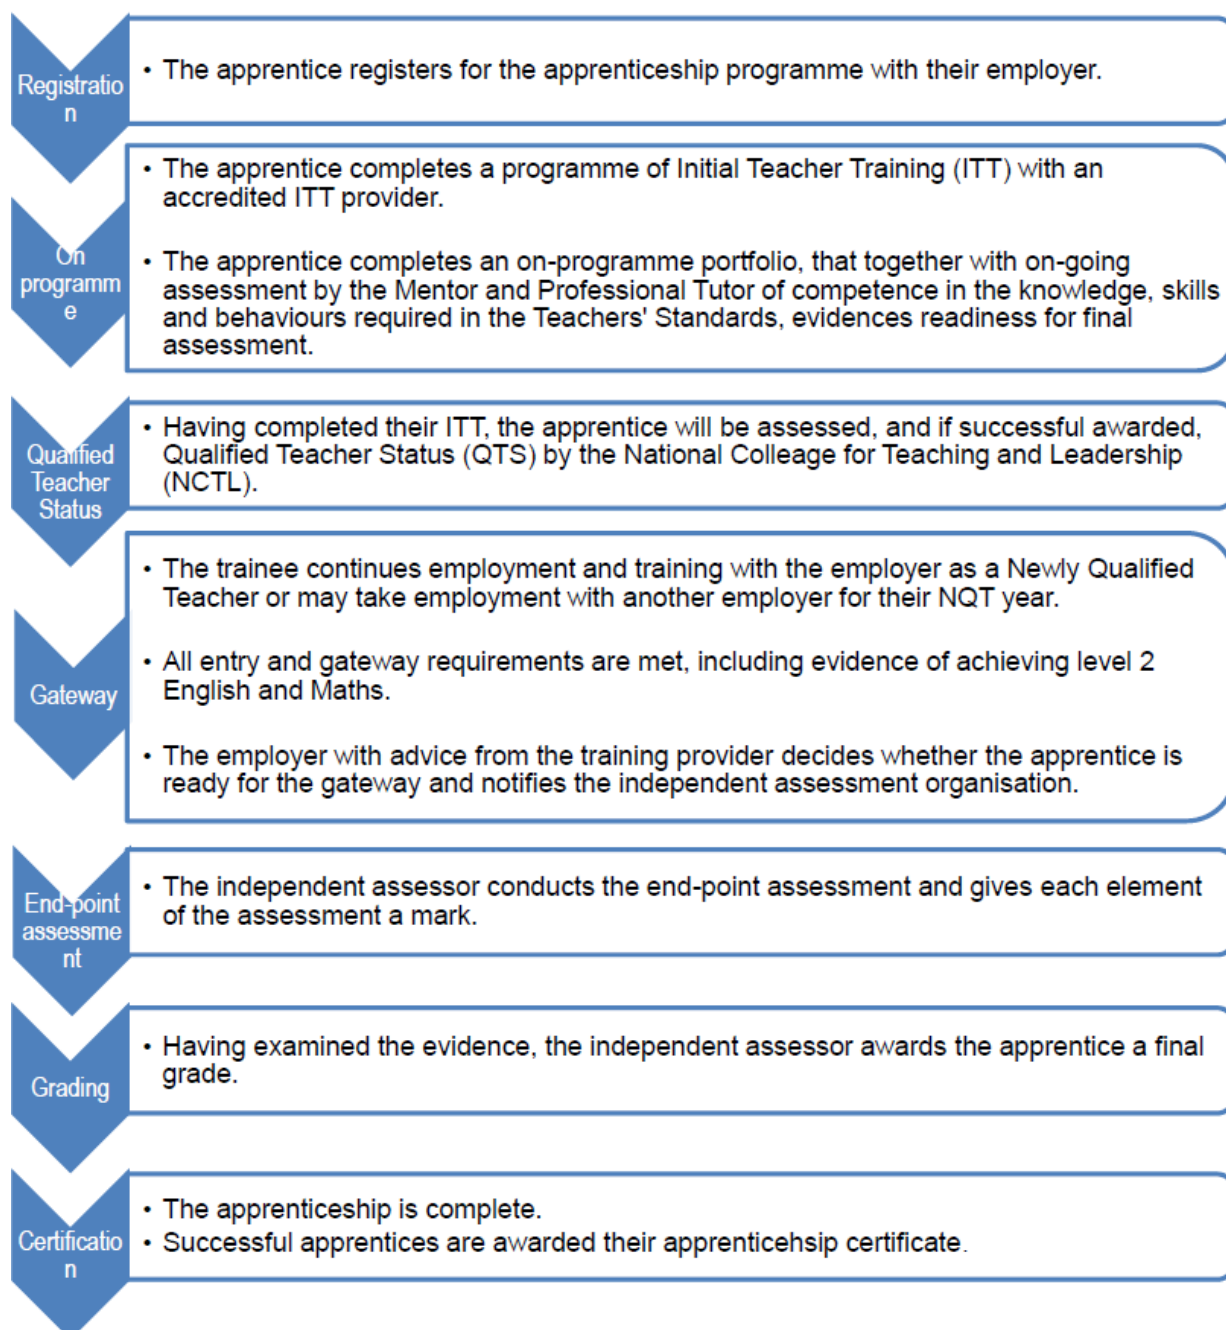 Registratio
n
• The apprentice registers for the apprenticeship programme with their employer.
On
programm
e
• The apprentice completes a programme of Initial Teacher Training (ITT) with an
accredited ITT provider.
• The apprentice completes an on-programme portfolio, that together with on-going
assessment by the Mentor and Professional Tutor of competence in the knowledge, skills
and behaviours required in the Teachers' Standards, evidences readiness for final
assessment.
Qualified
Teacher
Status
• Having completed their ITT, the apprentice will be assessed, and if successful awarded,
Qualified Teacher Status (QTS) by the National Colleage for Teaching and Leadership
(NCTL).
Gateway
• The trainee continues employment and training with the employer as a Newly Qualified
Teacher or may take employment with another employer for their NQT year.
• All entry and gateway requirements are met, including evidence of achieving level 2
English and Maths.
• The employer with advice from the training provider decides whether the apprentice is
ready for the gateway and notifies the independent assessment organisation.
End-point
assessme
nt
• The independent assessor conducts the end-point assessment and gives each element
of the assessment a mark.
Grading
• Having examined the evidence, the independent assessor awards the apprentice a final
grade.
Certificatio
n
• The apprenticeship is complete.
• Successful apprentices are awarded their apprenticehsip certificate.